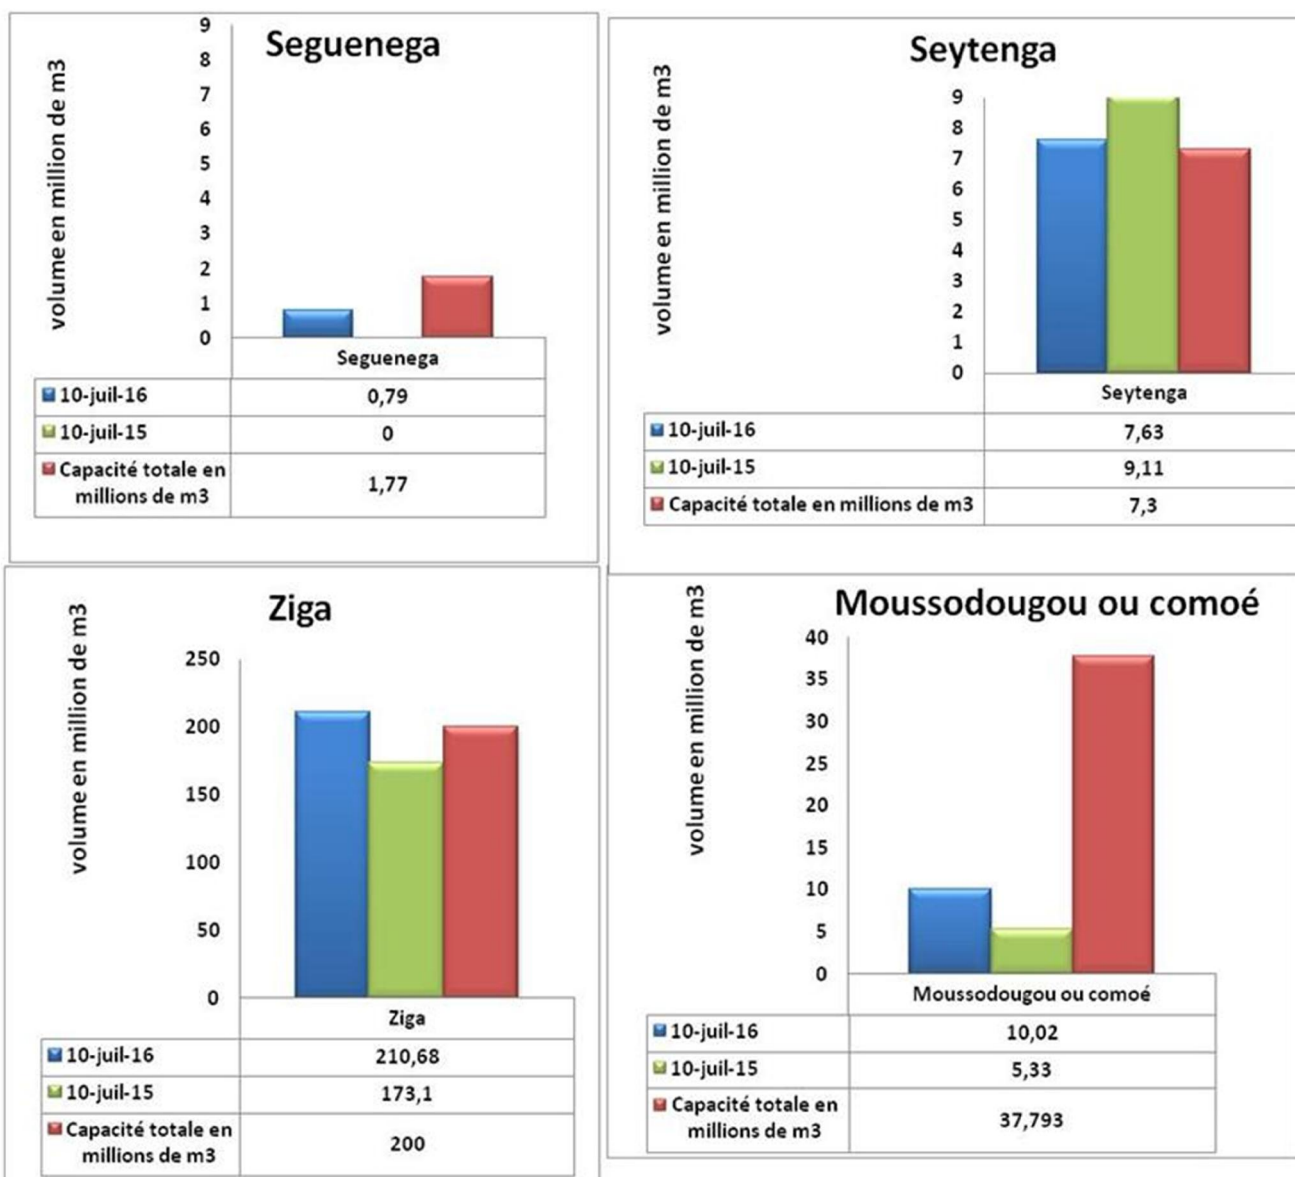 Seguenega
volume en million de m3
9
8
7
6
5
4
3
2
1
0
Seguenega
10-juil-16 0,79
10-juil-15 0
Capacité totale en
millions de m3 1,77
Seytenga
volume en million de m3
9
8
7
6
5
4
3
2
1
0
Seytenga
10-juil-16 7,63
10-juil-15 9,11
Capacité totale en millions de m3 7,3
Ziga
volume en million de m3
250
200
150
100
50
0
Ziga
10-juil-16 210,68
10-juil-15 173,1
Capacité totale en
millions de m3 200
Moussodougou ou comoé
volume en million de m3
40
35
30
25
20
15
10
5
0
Moussodougou ou comoé
10-juil-16 10,02
10-juil-15 5,33
Capacité totale en
millions de m3 37,793